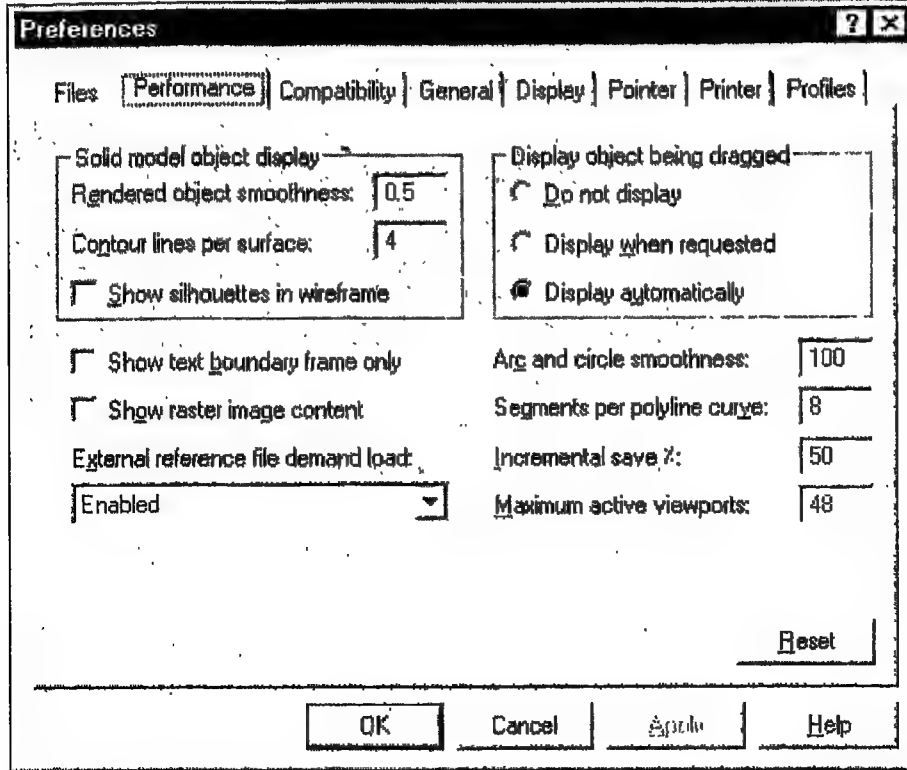 Preferences
Files Performance Compatibility General Display Pointer Printer Profiles
Solid model object display
Rendered object smoothness: 0.5
Contour lines per surface: 4
Show silhouettes in wireframe
Display object being dragged
Do not display
Display when requested
Display automatically
Show text boundary frame only
Show raster image content
External reference file demand load:
Enabled
Arc and circle smoothness: 100
Segments per polyline curve: 8
Incremental save %: 50
Maximum active viewports: 48
Reset
OK Cancel Apply Help